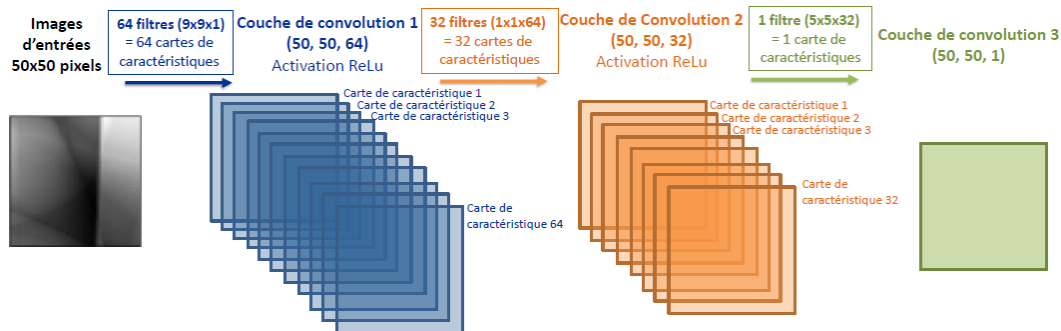 Images
d'entrées
50x50 pixels
64 filtres (9x9x1)
= 64 cartes de
caractéristiques
Couche de convolution 1
(50, 50, 64)
Activation ReLu
32 filtres (1x1x64)
= 32 cartes de
caractéristiques
Couche de Convolution 2
(50, 50, 32)
Activation ReLu
1 filtre (5x5x32)
= 1 carte de
caractéristiques
Couche de convolution 3
(50, 50, 1)
Carte de caractéristique 1
Carte de caractéristique 2
Carte de caractéristique 3
Carte de
caractéristique 64
Carte de caractéristique 1
Carte de caractéristique 2
Carte de caractéristique 3
Carte de
caractéristique 32